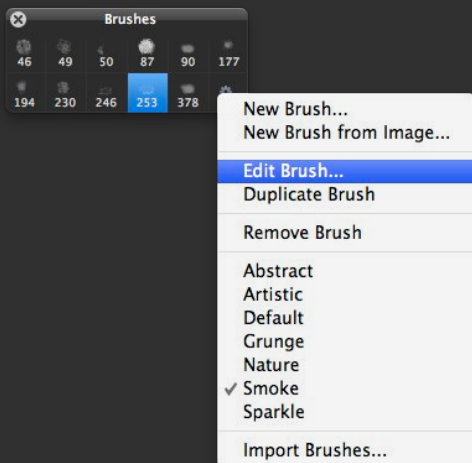 Brushes
46 49 50 87 90 177
194 230 246 253 378
New Brush...
New Brush from Image...
Edit Brush...
Duplicate Brush
Remove Brush
Abstract
Artistic
Default
Grunge
Nature
✓ Smoke
Sparkle
Import Brushes...